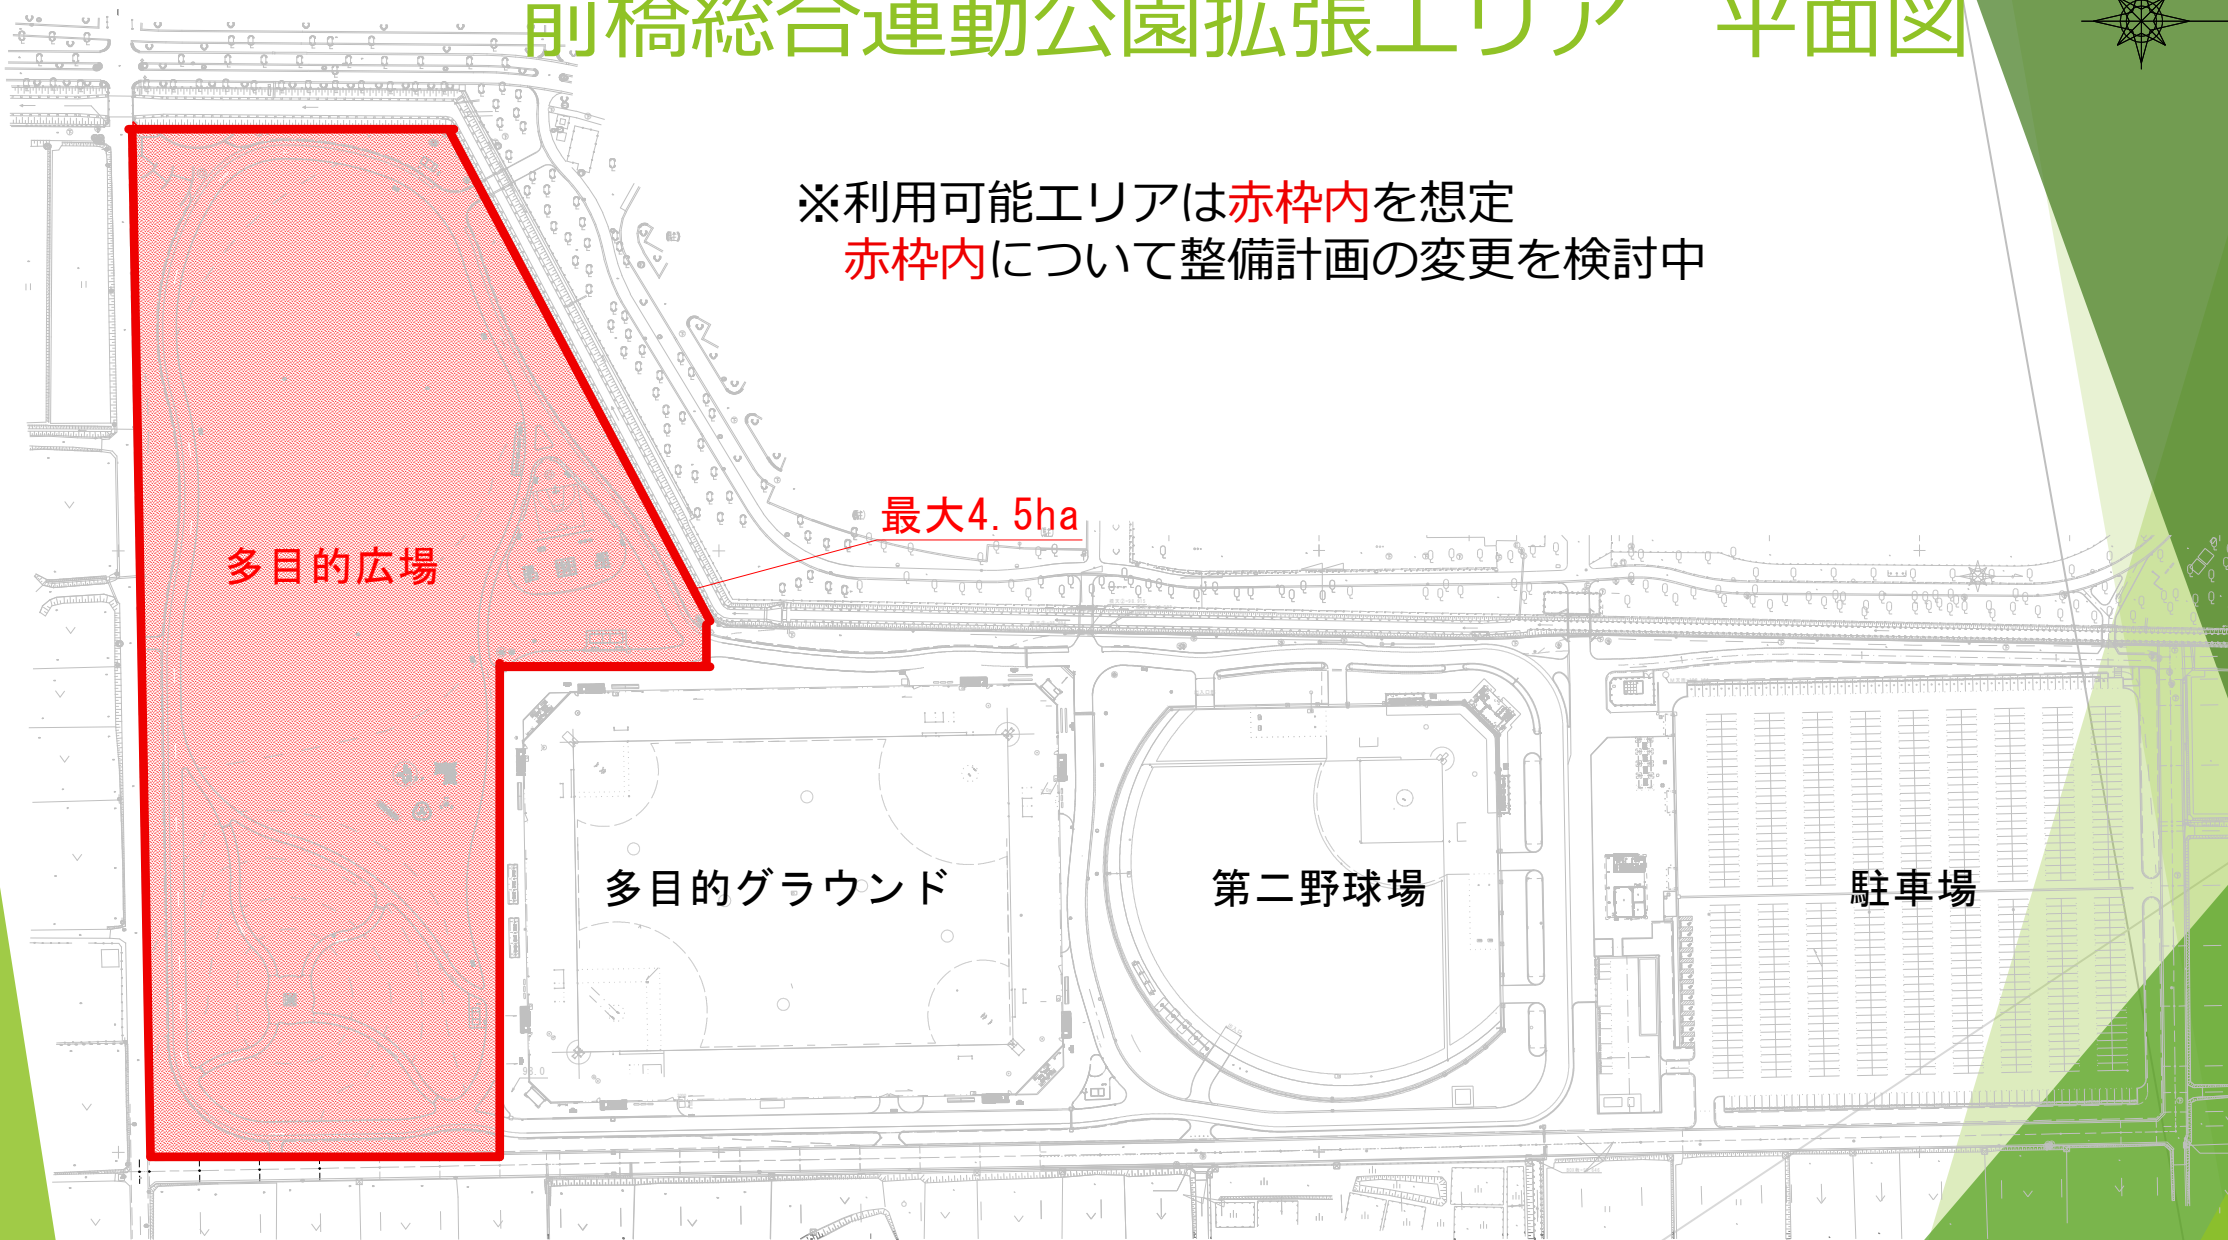 前橋総合運動公園拡張エリア　平面図
※利用可能エリアは赤枠内を想定
赤枠内について整備計画の変更を検討中
最大4.5ha
多目的広場
多目的グラウンド
第二野球場
駐車場
93.0